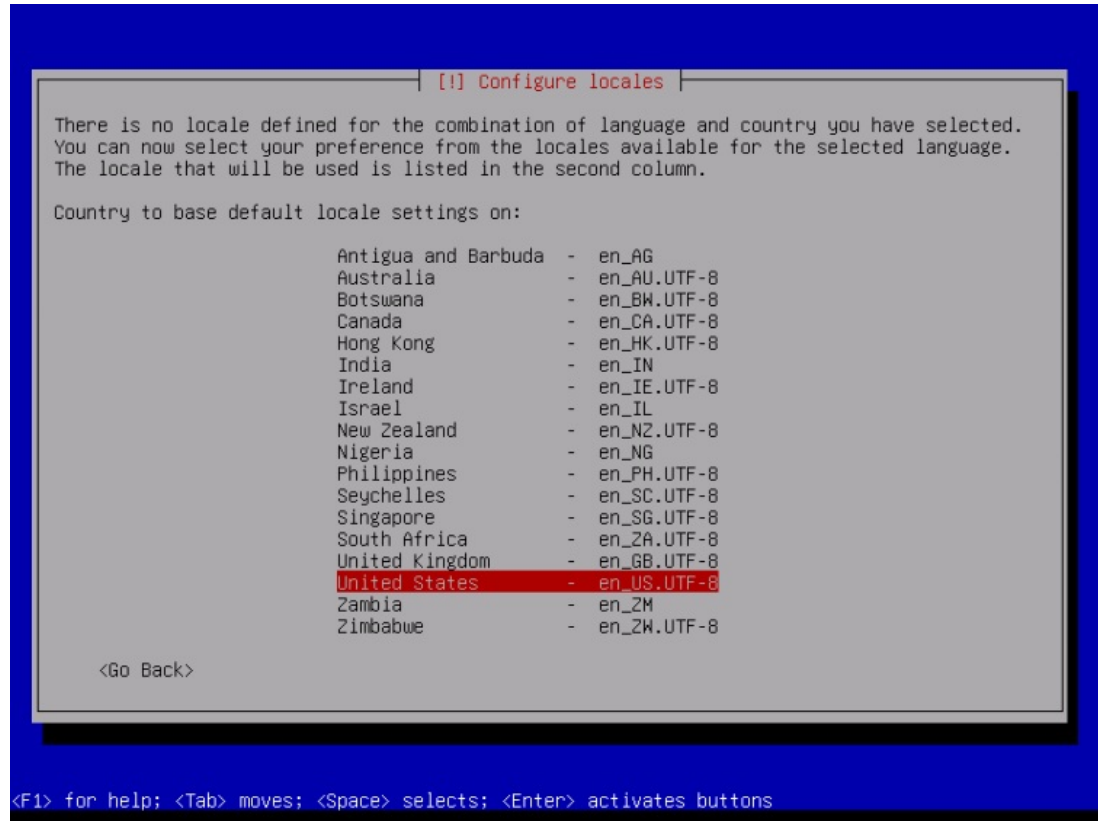 [!] Configure locales
There is no locale defined for the combination of language and country you have selected.
You can now select your preference from the locales available for the selected language.
The locale that will be used is listed in the second column.
Country to base default locale settings on:
Antigua and Barbuda - en_AG
Australia - en_AU.UTF-8
Botswana - en_BW.UTF-8
Canada - en_CA.UTF-8
Hong Kong - en_HK.UTF-8
India - en_IN
Ireland - en_IE.UTF-8
Israel - en_IL
New Zealand - en_NZ.UTF-8
Nigeria - en_NG
Philippines - en_PH.UTF-8
Seychelles - en_SC.UTF-8
Singapore - en_SG.UTF-8
South Africa - en_ZA.UTF-8
United Kingdom - en_GB.UTF-8
United States - en_US.UTF-8
Zambia - en_ZM
Zimbabwe - en_ZW.UTF-8
<Go Back>
<F1> for help; <Tab> moves; <Space> selects; <Enter> activates buttons